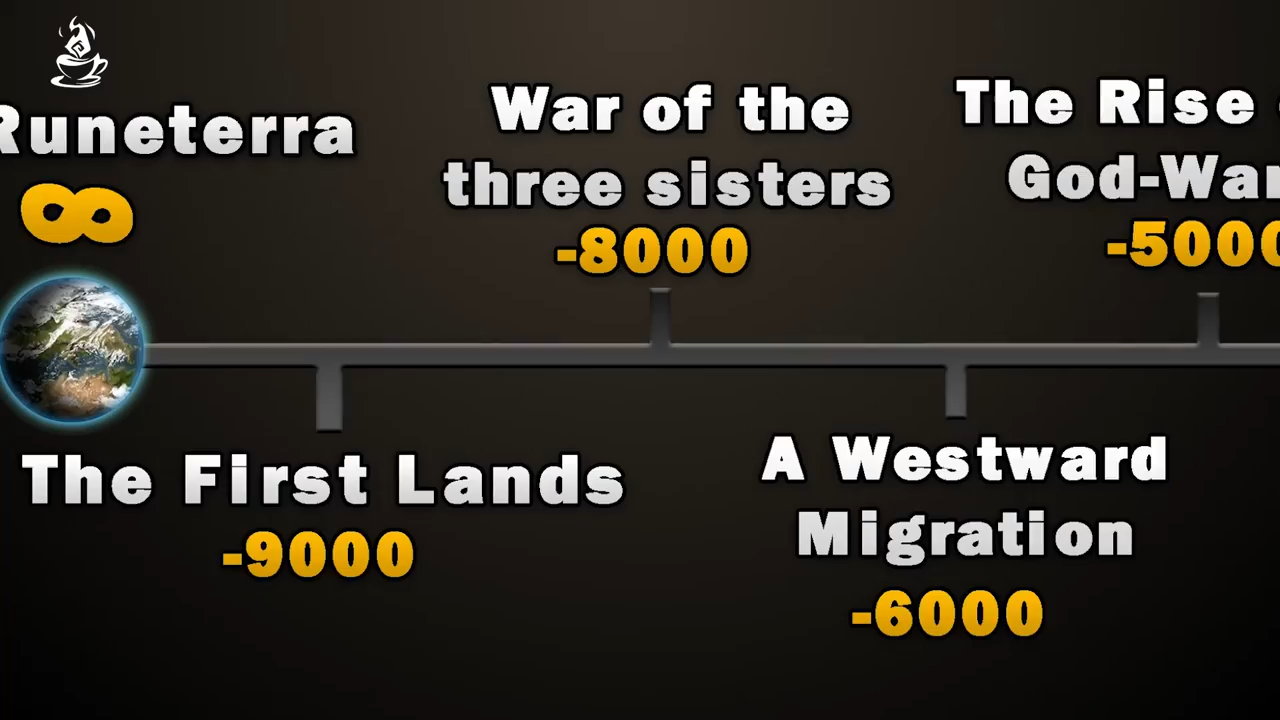 Runeterra
∞
War of the
three sisters
-8000
The Rise
God-War
-5000
The First Lands
-9000
A Westward
Migration
-6000